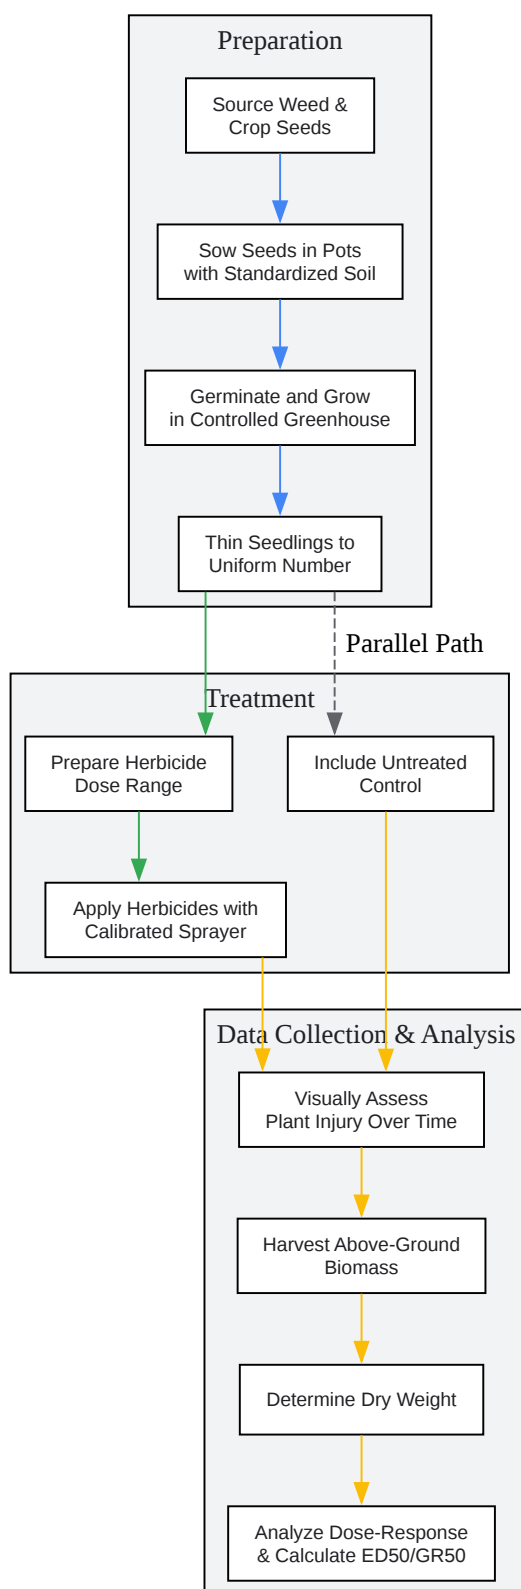 Preparation
Source Weed &
Crop Seeds
Sow Seeds in Pots
with Standardized Soil
Germinate and Grow
in Controlled Greenhouse
Thin Seedlings to
Uniform Number
Parallel Path
Treatment
Prepare Herbicide
Dose Range
Include Untreated
Control
Apply Herbicides with
Calibrated Sprayer
Data Collection & Analysis
Visually Assess
Plant Injury Over Time
Harvest Above-Ground
Biomass
Determine Dry Weight
Analyze Dose-Response
& Calculate ED50/GR50